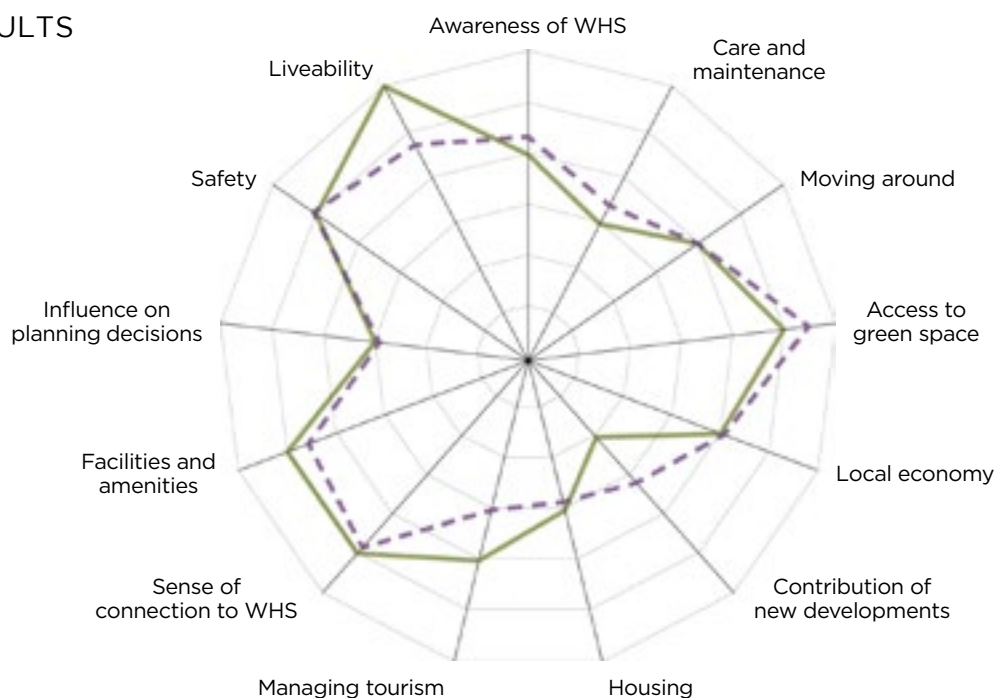 ULTS
Awareness of WHS
Care and
maintenance
Moving around
Access to
green space
Local economy
Contribution of
new developments
Housing
Managing tourism
Sense of
connection to WHS
Facilities and
amenities
Influence on
planning decisions
Safety
Liveability